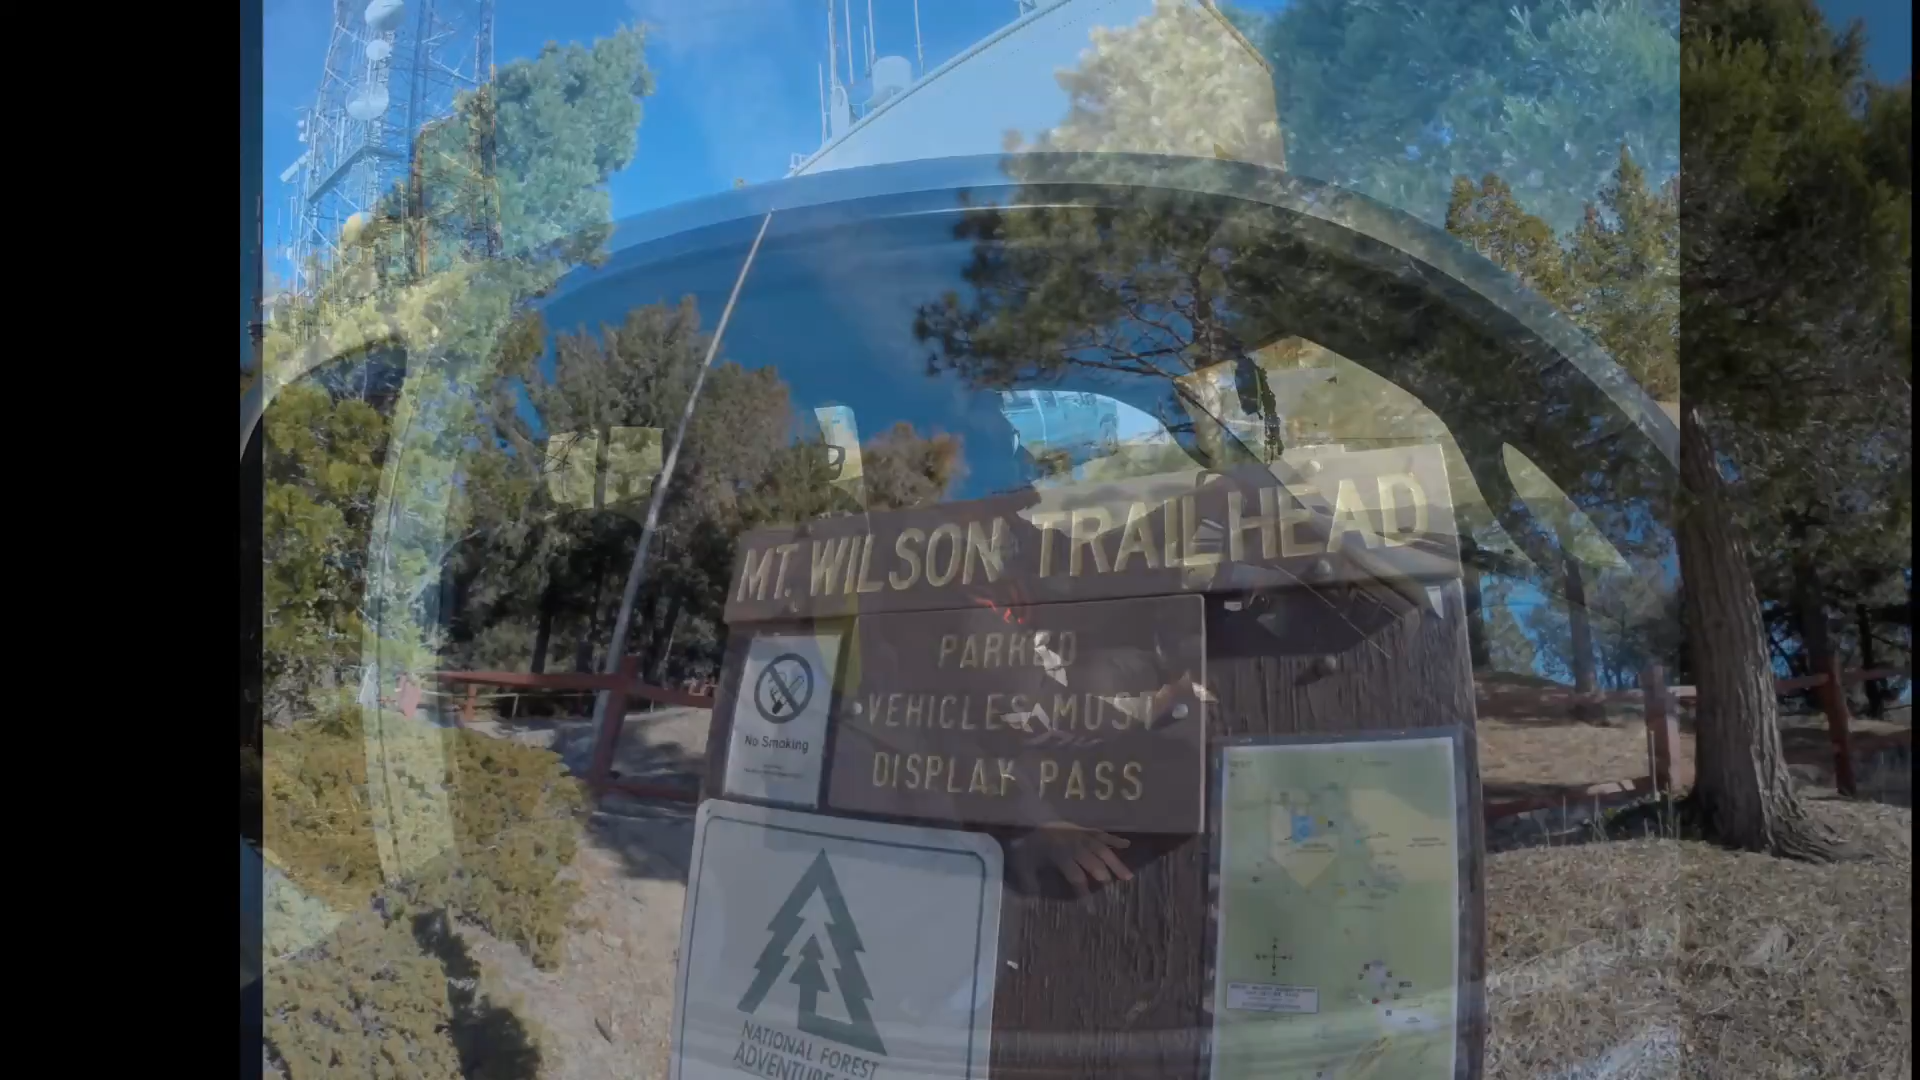 MT. WILSON TRAILHEAD
PARKED
VEHICLES MUST
DISPLAY PASS
No Smoking
NATIONAL FOREST
ADVENTURE